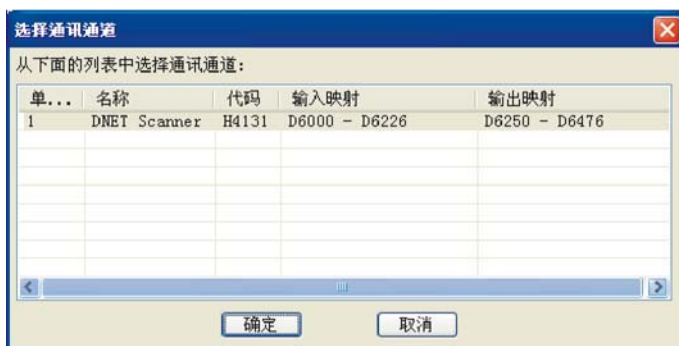 选择通讯通道
从下面的列表中选择通讯通道：
单... 名称 代码 输入映射 输出映射
1 DNET Scanner H4131 D6000 - D6226 D6250 - D6476
确定 取消